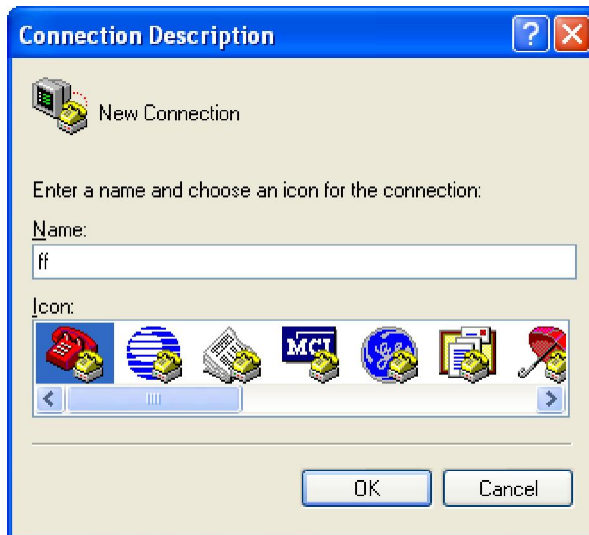 Connection Description
New Connection
Enter a name and choose an icon for the connection:
Name:
ff
Icon:
MCI
OK Cancel